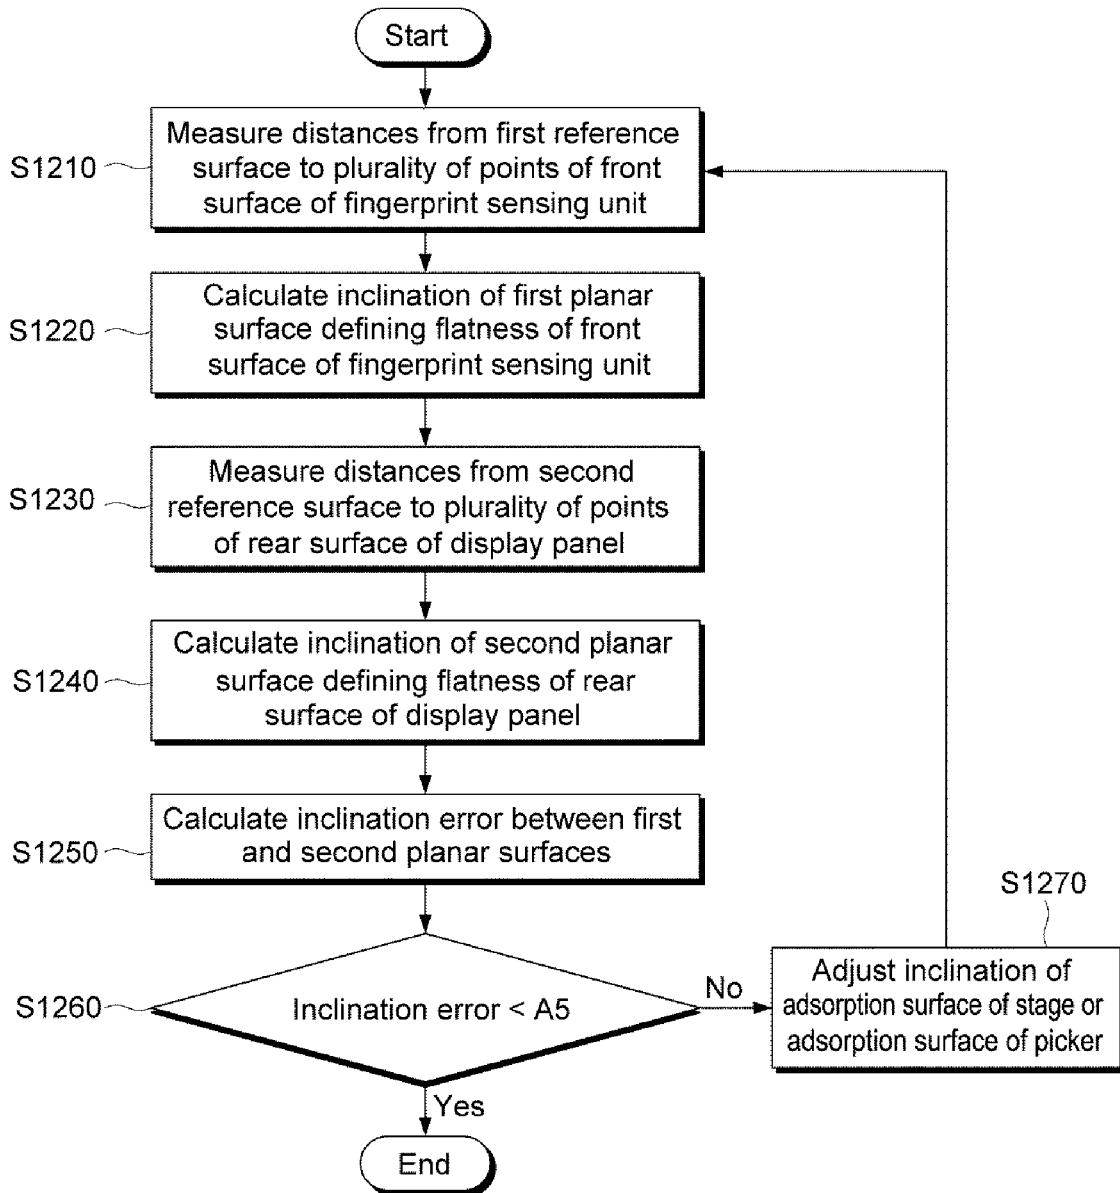 Start
S1210
Measure distances from first reference
surface to plurality of points of front
surface of fingerprint sensing unit
S1220
Calculate inclination of first planar
surface defining flatness of front
surface of fingerprint sensing unit
S1230
Measure distances from second
reference surface to plurality of points
of rear surface of display panel
S1240
Calculate inclination of second planar
surface defining flatness of rear
surface of display panel
S1250
Calculate inclination error between first
and second planar surfaces
S1260
Inclination error < A5
No
S1270
Adjust inclination of
adsorption surface of stage or
adsorption surface of picker
Yes
End